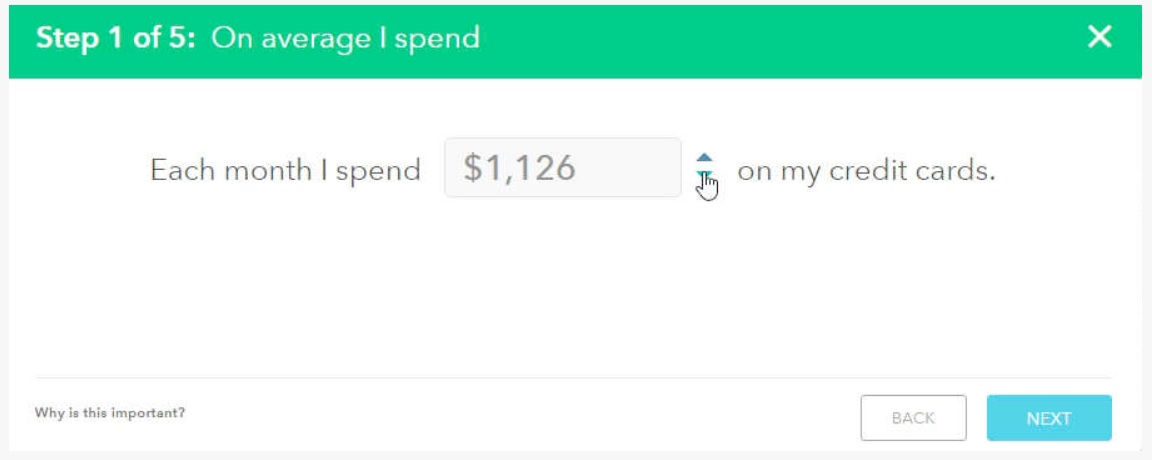 Step 1 of 5: On average I spend
Each month I spend $1,126 on my credit cards.
Why is this important?
BACK
NEXT